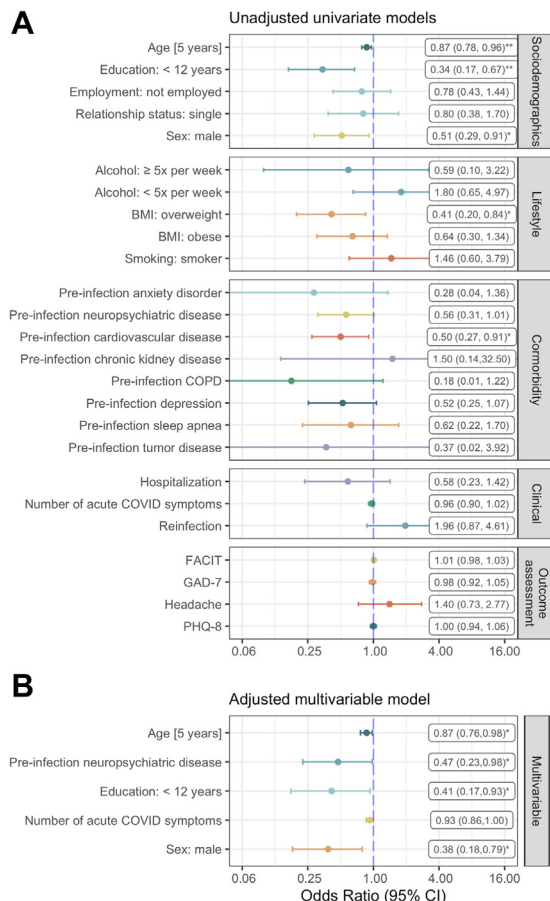 A
Unadjusted univariate models
Age [5 years] 0.87 (0.78, 0.96)**
Education: < 12 years 0.34 (0.17, 0.67)**
Employment: not employed 0.78 (0.43, 1.44)
Relationship status: single 0.80 (0.38, 1.70)
Sex: male 0.51 (0.29, 0.91)*
Sociodemographics
Alcohol: ≥ 5x per week 0.59 (0.10, 3.22)
Alcohol: < 5x per week 1.80 (0.65, 4.97)
BMI: overweight 0.41 (0.20, 0.84)*
BMI: obese 0.64 (0.30, 1.34)
Smoking: smoker 1.46 (0.60, 3.79)
Lifestyle
Pre-infection anxiety disorder 0.28 (0.04, 1.36)
Pre-infection neuropsychiatric disease 0.56 (0.31, 1.01)
Pre-infection cardiovascular disease 0.50 (0.27, 0.91)*
Pre-infection chronic kidney disease 1.50 (0.14,32.50)
Pre-infection COPD 0.18 (0.01, 1.22)
Pre-infection depression 0.52 (0.25, 1.07)
Pre-infection sleep apnea 0.62 (0.22, 1.70)
Pre-infection tumor disease 0.37 (0.02, 3.92)
Cormorbidity
Hospitalization 0.58 (0.23, 1.42)
Number of acute COVID symptoms 0.96 (0.90, 1.02)
Reinfection 1.96 (0.87, 4.61)
Clinical
FACIT 1.01 (0.98, 1.03)
GAD-7 0.98 (0.92, 1.05)
Headache 1.40 (0.73, 2.77)
PHQ-8 1.00 (0.94, 1.06)
Outcome
assessment
0.06 0.25 1.00 4.00 16.00
B
Adjusted multivariable model
Age [5 years] 0.87 (0.76,0.98)*
Pre-infection neuropsychiatric disease 0.47 (0.23,0.98)*
Education: < 12 years 0.41 (0.17,0.93)*
Number of acute COVID symptoms 0.93 (0.86,1.00)
Sex: male 0.38 (0.18,0.79)*
Multivariable
0.06 0.25 1.00 4.00 16.00
Odds Ratio (95% CI)